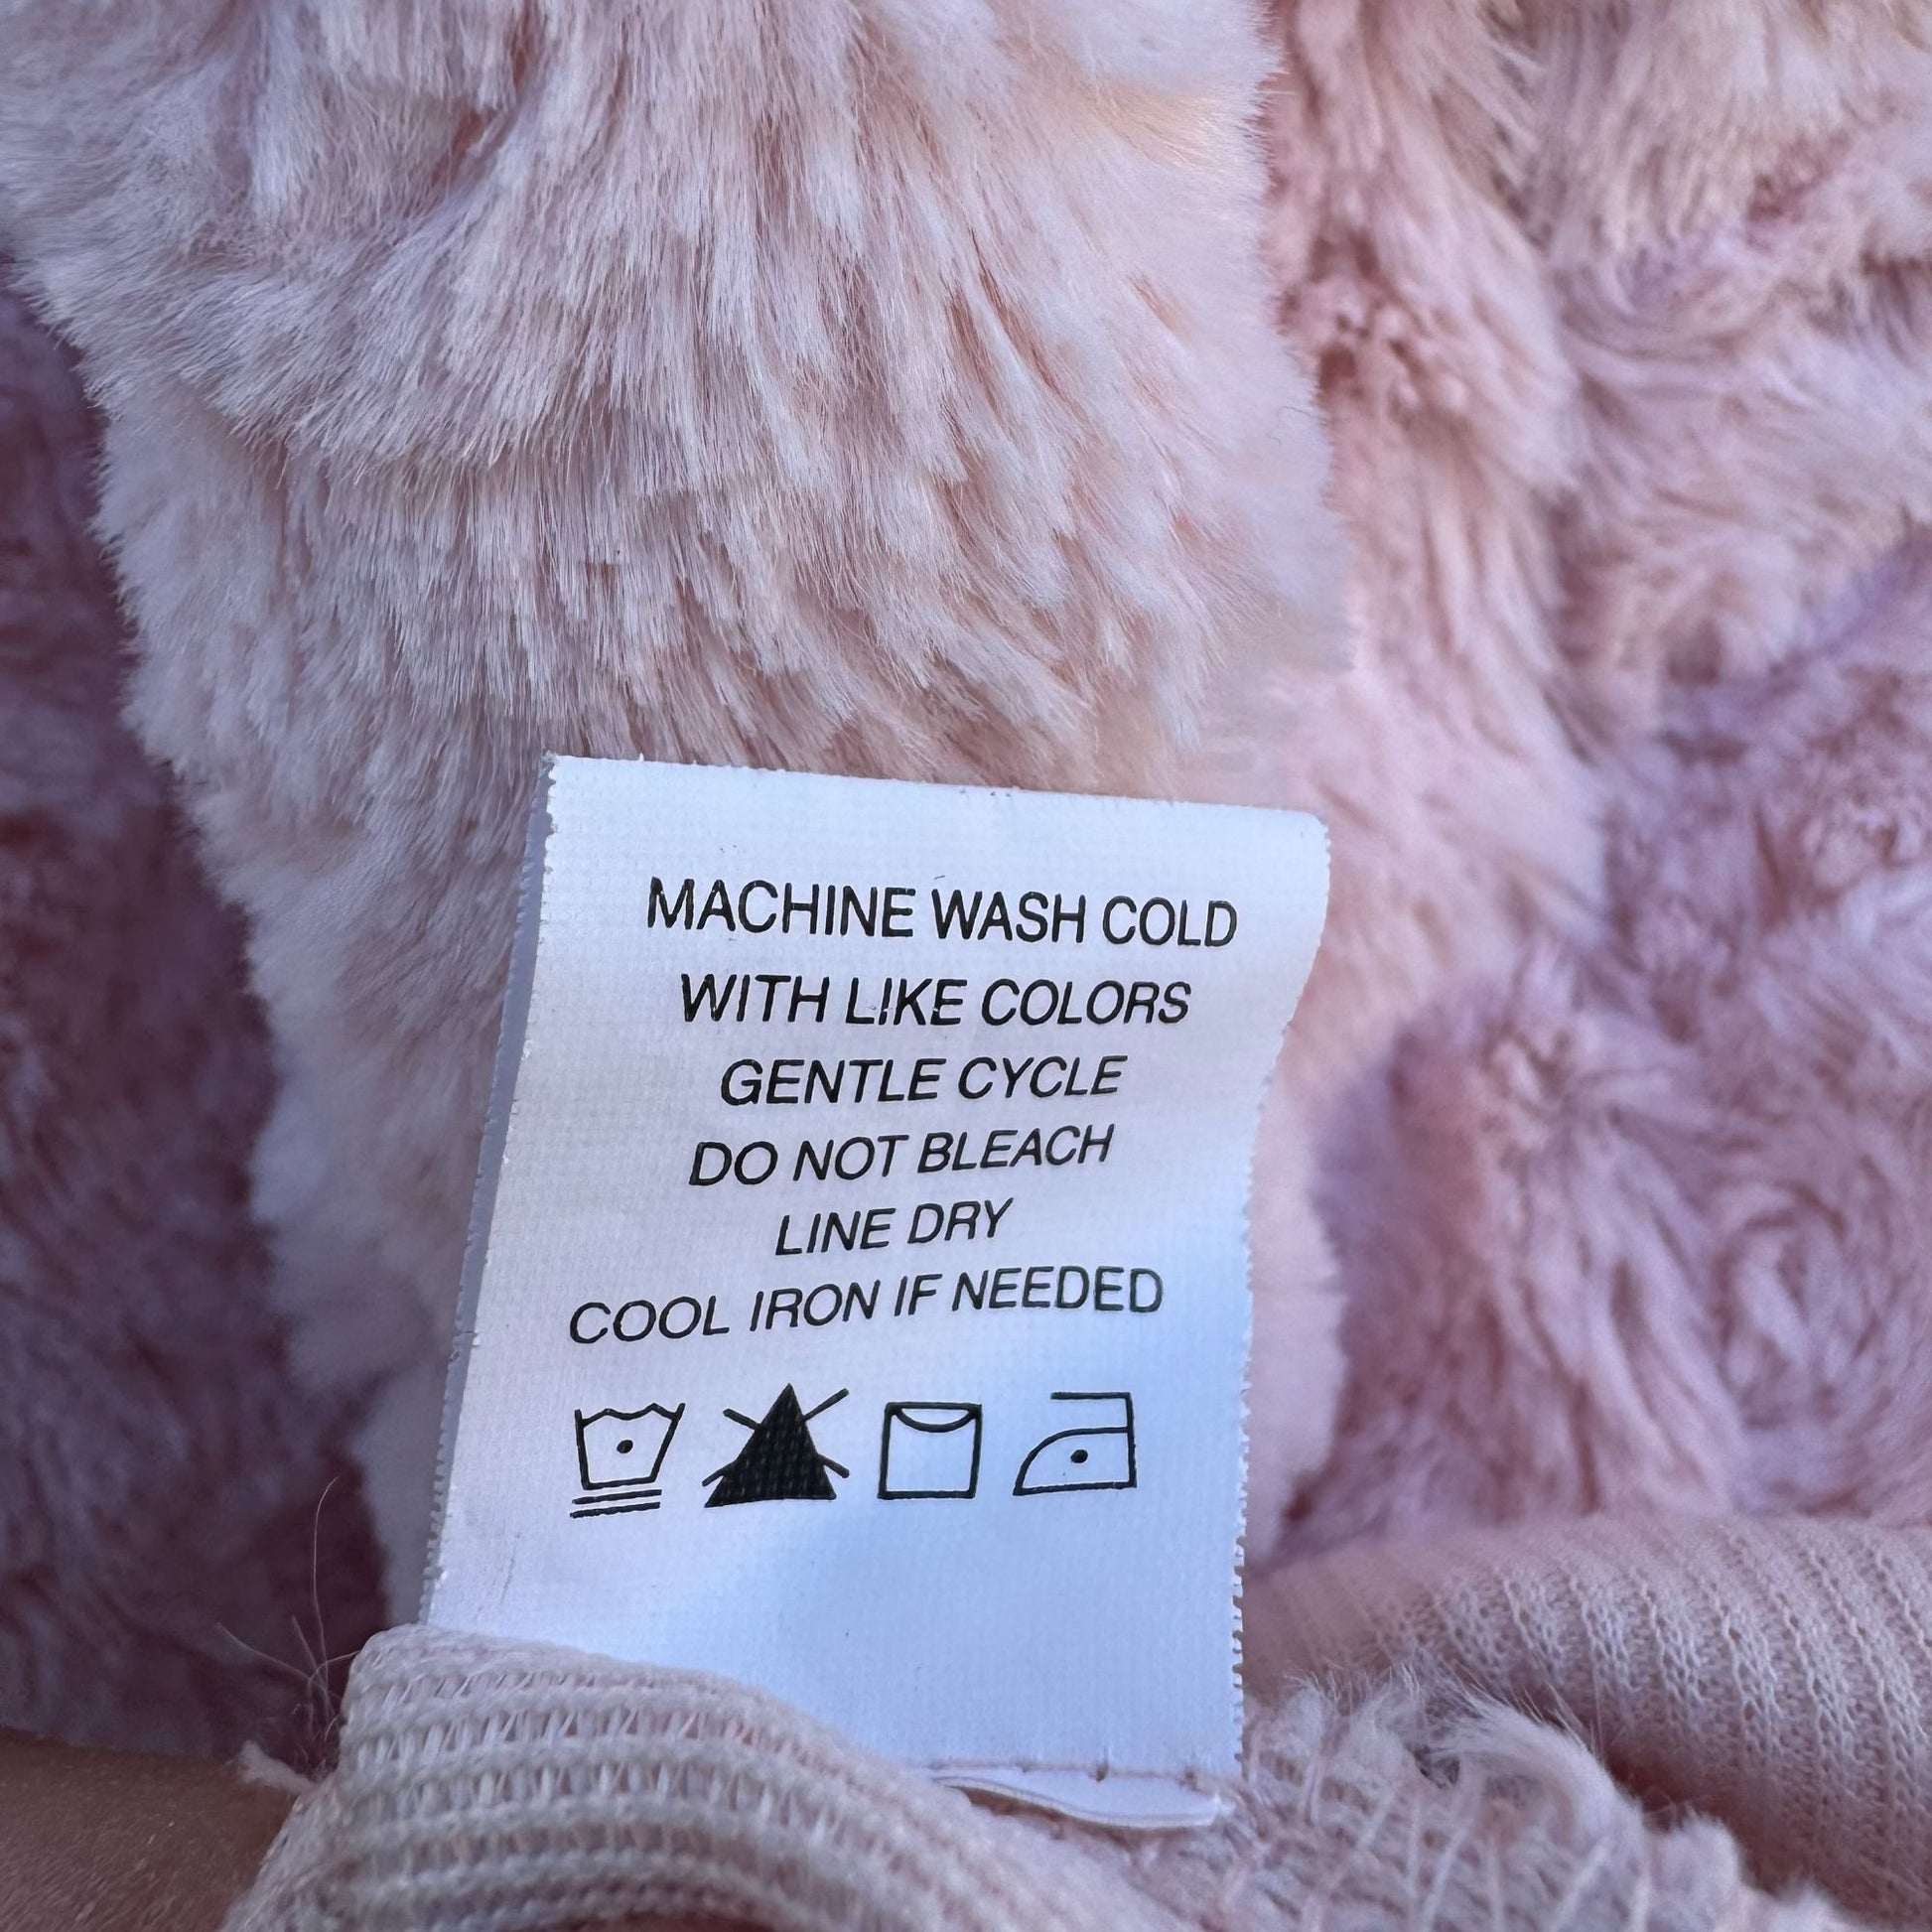 MACHINE WASH COLD
WITH LIKE COLORS
GENTLE CYCLE
DO NOT BLEACH
LINE DRY
COOL IRON IF NEEDED